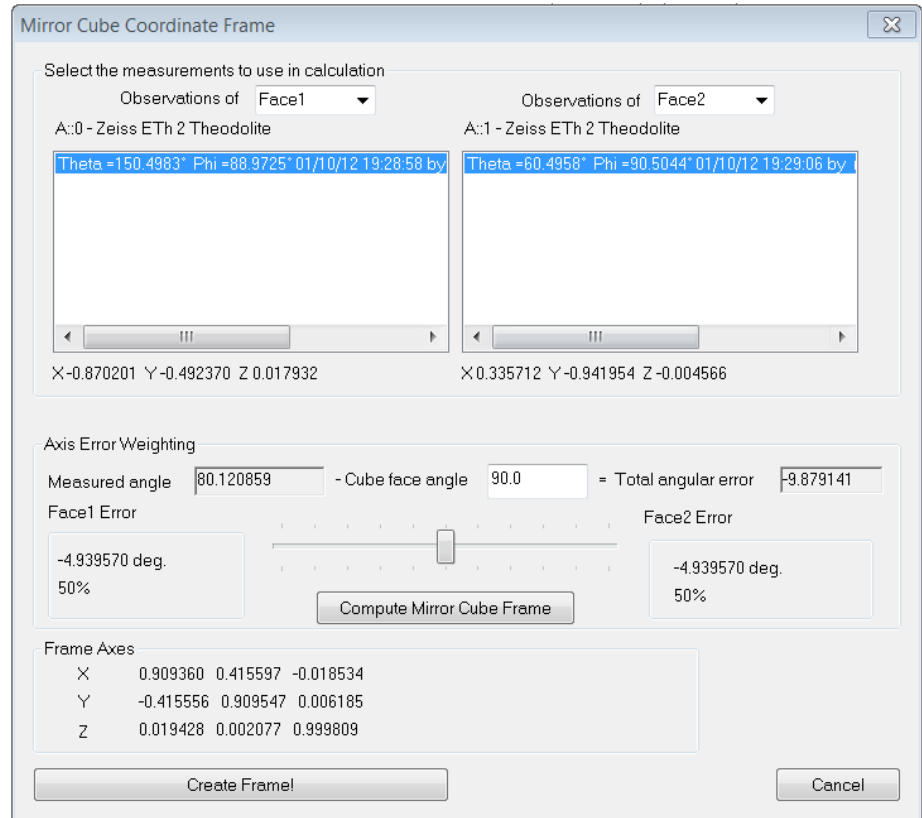 Mirror Cube Coordinate Frame
Select the measurements to use in calculation
Observations of Face1
Observations of Face2
A::0 - Zeiss ETh 2 Theodolite
A::1 - Zeiss ETh 2 Theodolite
Theta =150.4983° Phi =88.9725° 01/10/12 19:28:58 by
Theta =60.4958° Phi =90.5044° 01/10/12 19:29:06 by
X -0.870201 Y -0.492370 Z 0.017932
X 0.335712 Y -0.941954 Z -0.004566
Axis Error Weighting
Measured angle 80.120859 - Cube face angle 90.0 = Total angular error -9.879141
Face1 Error
Face2 Error
-4.939570 deg.
50%
-4.939570 deg.
50%
Compute Mirror Cube Frame
Frame Axes
X 0.909360 0.415597 -0.018534
Y -0.415556 0.909547 0.006185
Z 0.019428 0.002077 0.999809
Create Frame!
Cancel